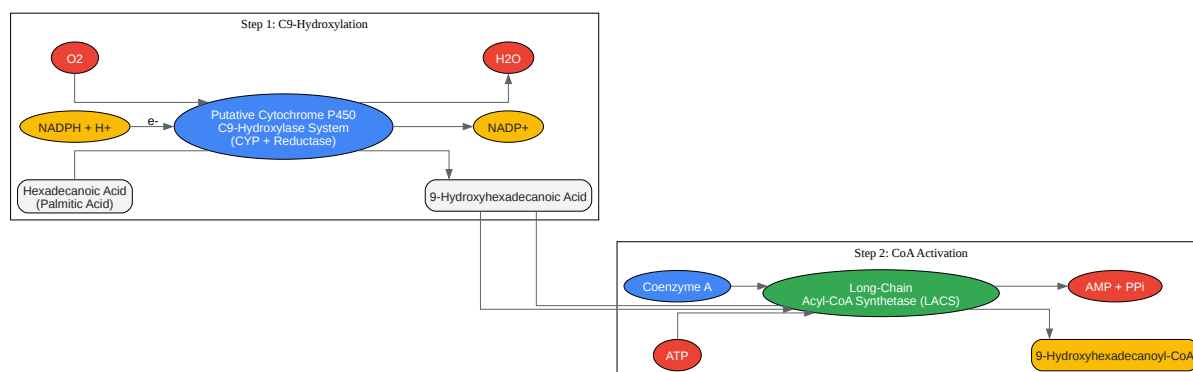 Step 1: C9-Hydroxylation
O2
H2O
NADPH + H+
e-
Putative Cytochrome P450
C9-Hydroxylase System
(CYP + Reductase)
NADP+
Hexadecanoic Acid
(Palmitic Acid)
9-Hydroxyhexadecanoic Acid
Step 2: CoA Activation
Coenzyme A
Long-Chain
Acyl-CoA Synthetase (LACS)
AMP + PPi
ATP
9-Hydroxyhexadecanoyl-CoA